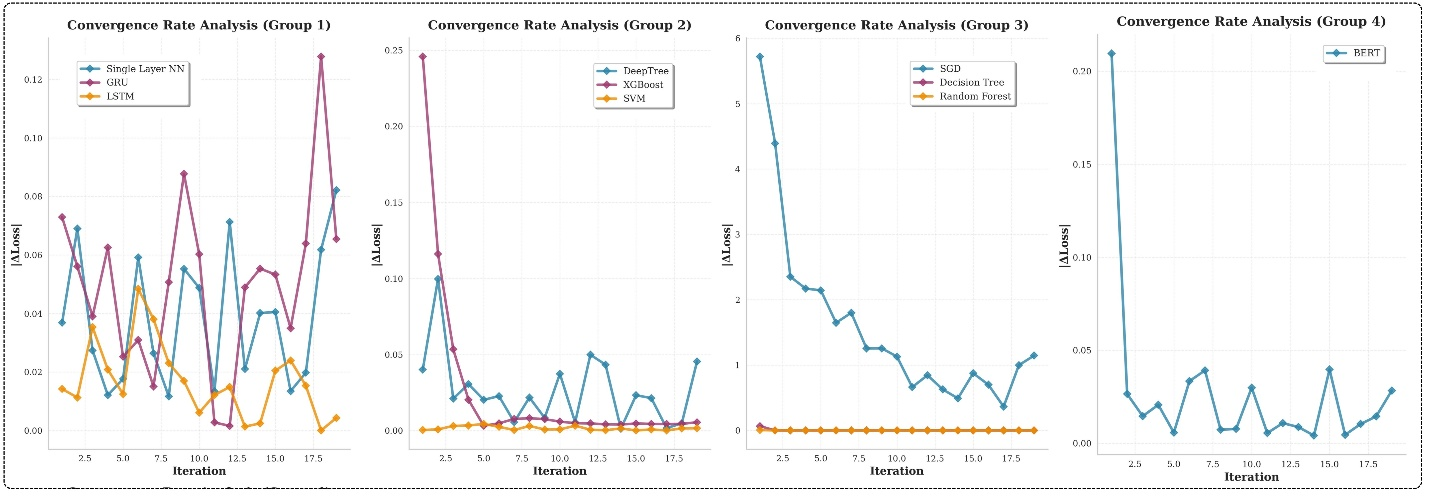 Convergence Rate Analysis (Group 1)
|ΔLoss|
0.12
0.10
0.08
0.06
0.04
0.02
0.00
Single Layer NN
GRU
LSTM
2.5 5.0 7.5 10.0 12.5 15.0 17.5
Iteration
Convergence Rate Analysis (Group 2)
|ΔLoss|
0.25
0.20
0.15
0.10
0.05
0.00
DeepTree
XGBoost
SVM
2.5 5.0 7.5 10.0 12.5 15.0 17.5
Iteration
Convergence Rate Analysis (Group 3)
|ΔLoss|
6
5
4
3
2
1
0
SGD
Decision Tree
Random Forest
2.5 5.0 7.5 10.0 12.5 15.0 17.5
Iteration
Convergence Rate Analysis (Group 4)
|ΔLoss|
0.20
0.15
0.10
0.05
0.00
BERT
2.5 5.0 7.5 10.0 12.5 15.0 17.5
Iteration